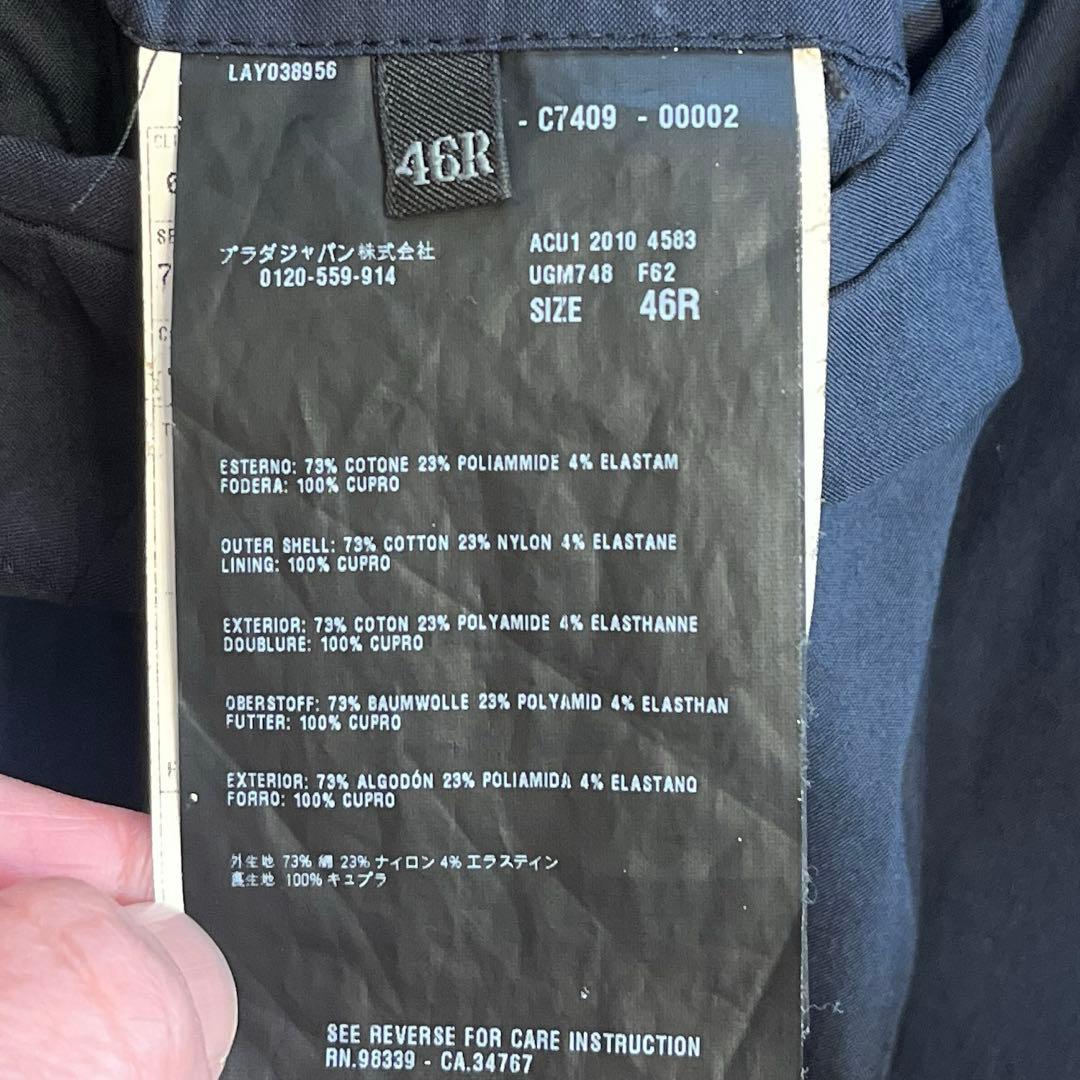 LAY038956
- C7409 - 00002
46R
プラダジャパン株式会社
0120-559-914
ACU1 2010 4583
UGM748 F62
SIZE 46R
ESTERNO: 73% COTONE 23% POLIAMMIDE 4% ELASTAM
FODERA: 100% CUPRO
OUTER SHELL: 73% COTTON 23% NYLON 4% ELASTANE
LINING: 100% CUPRO
EXTERIOR: 73% COTON 23% POLYAMIDE 4% ELASTHANNE
DOUBLURE: 100% CUPRO
OBERSTOFF: 73% BAUMWOLLE 23% POLYAMID 4% ELASTHAN
FUTTER: 100% CUPRO
EXTERIOR: 73% ALGODÓN 23% POLIAMIDA 4% ELASTANO
FORRO: 100% CUPRO
外生地 73% 綿 23% ナイロン 4% エラステイン
裏生地 100% キュプラ
SEE REVERSE FOR CARE INSTRUCTION
RN.98339 - CA.34767